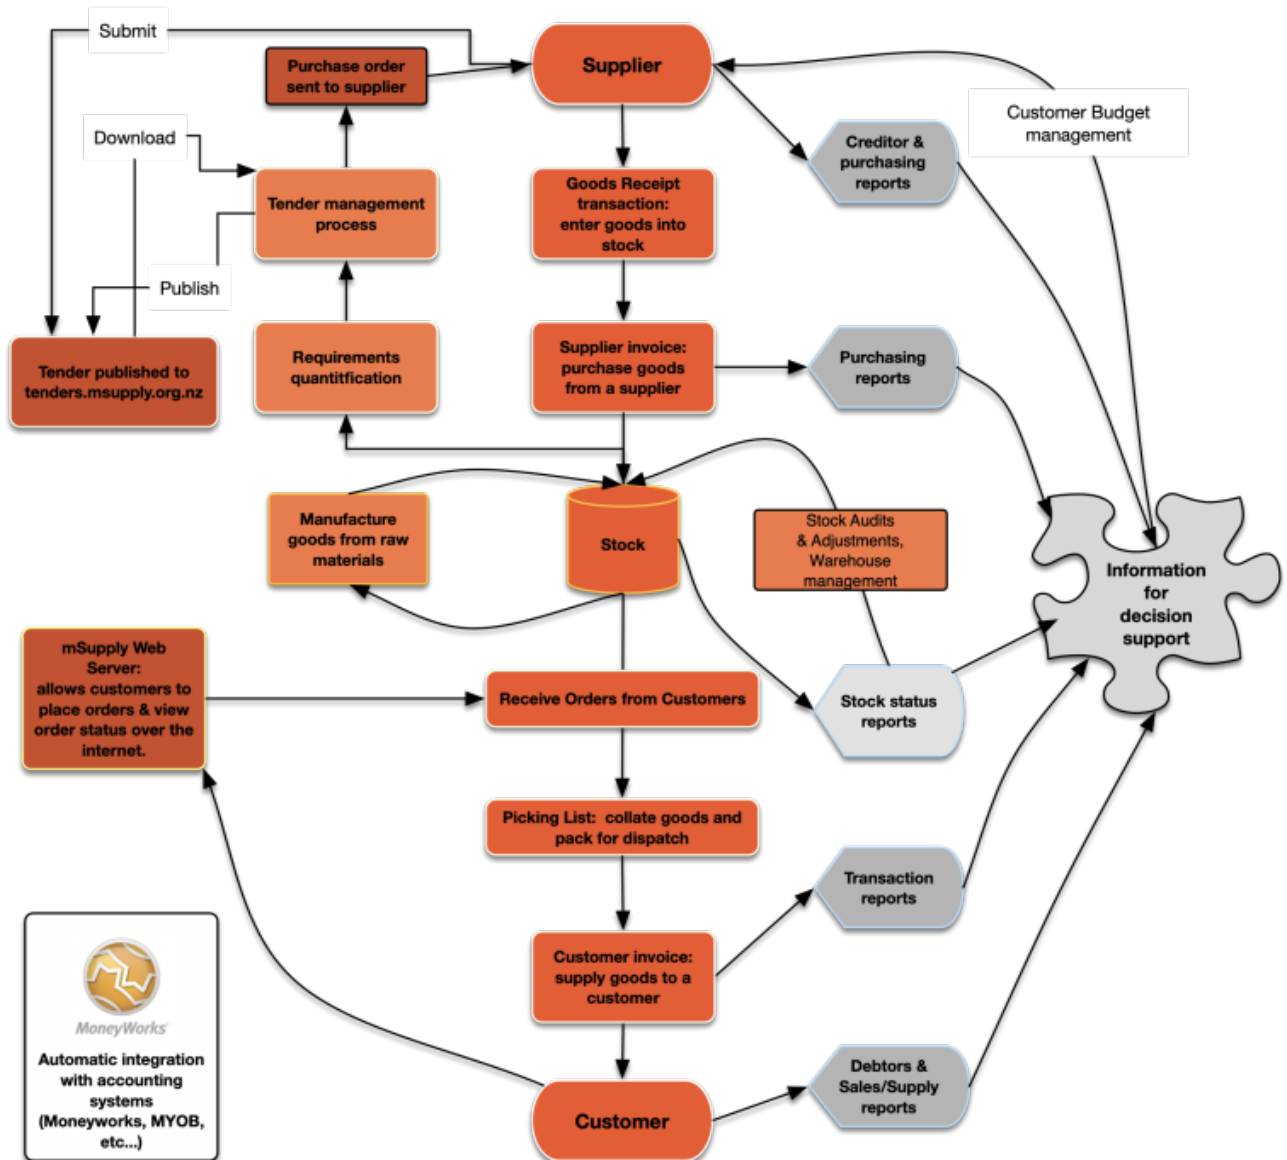 Submit
Supplier
Purchase order
sent to supplier
Customer Budget
management
Download
Creditor &
purchasing
reports
Tender management
process
Goods Receipt
transaction:
enter goods into
stock
Publish
Tender published to
tenders.msupply.org.nz
Requirements
quantitfication
Supplier invoice:
purchase goods
from a supplier
Purchasing
reports
Manufacture
goods from raw
materials
Stock
Stock Audits
& Adjustments,
Warehouse
management
Information
for
decision
support
mSupply Web
Server:
allows customers to
place orders & view
order status over the
internet.
Receive Orders from Customers
Stock status
reports
Picking List:  collate goods and
pack for dispatch
Transaction
reports
Customer invoice:
supply goods to a
customer
MoneyWorks
Automatic integration
with accounting
systems
(Moneyworks, MYOB,
etc...)
Debtors &
Sales/Supply
reports
Customer